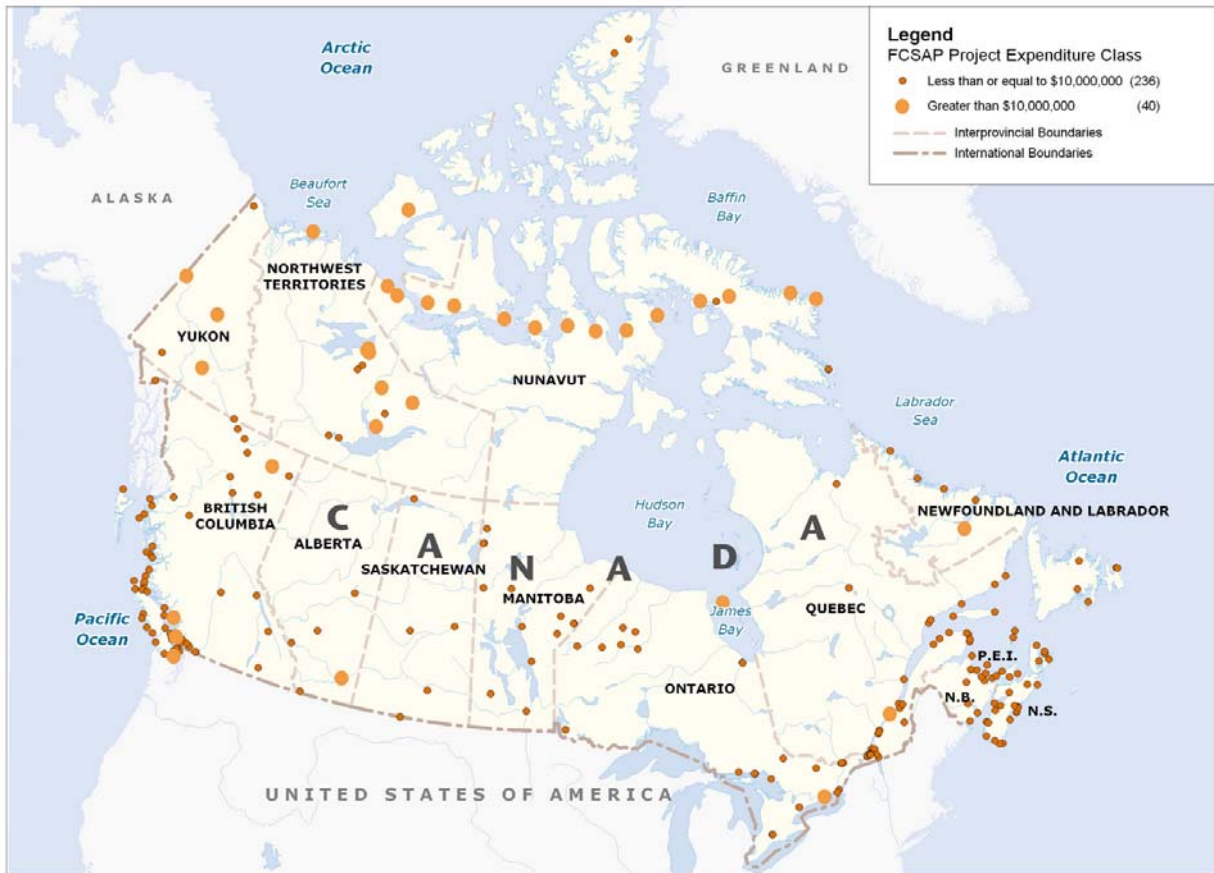 Legend
FCSAP Project Expenditure Class
Less than or equal to $10,000,000 (236)
Greater than $10,000,000 (40)
Interprovincial Boundaries
International Boundaries
Arctic
Ocean
GREENLAND
ALASKA
Beaufort
Sea
Baffin
Bay
NORTHWEST
TERRITORIES
YUKON
NUNAVUT
Labrador
Sea
Atlantic
Ocean
BRITISH
COLUMBIA
Hudson
Bay
NEWFOUNDLAND AND LABRADOR
C A N A D A
ALBERTA
SASKATCHEWAN
MANITOBA
James
Bay
QUEBEC
Pacific
Ocean
P.E.I.
ONTARIO
N.B.
N.S.
UNITED STATES OF AMERICA